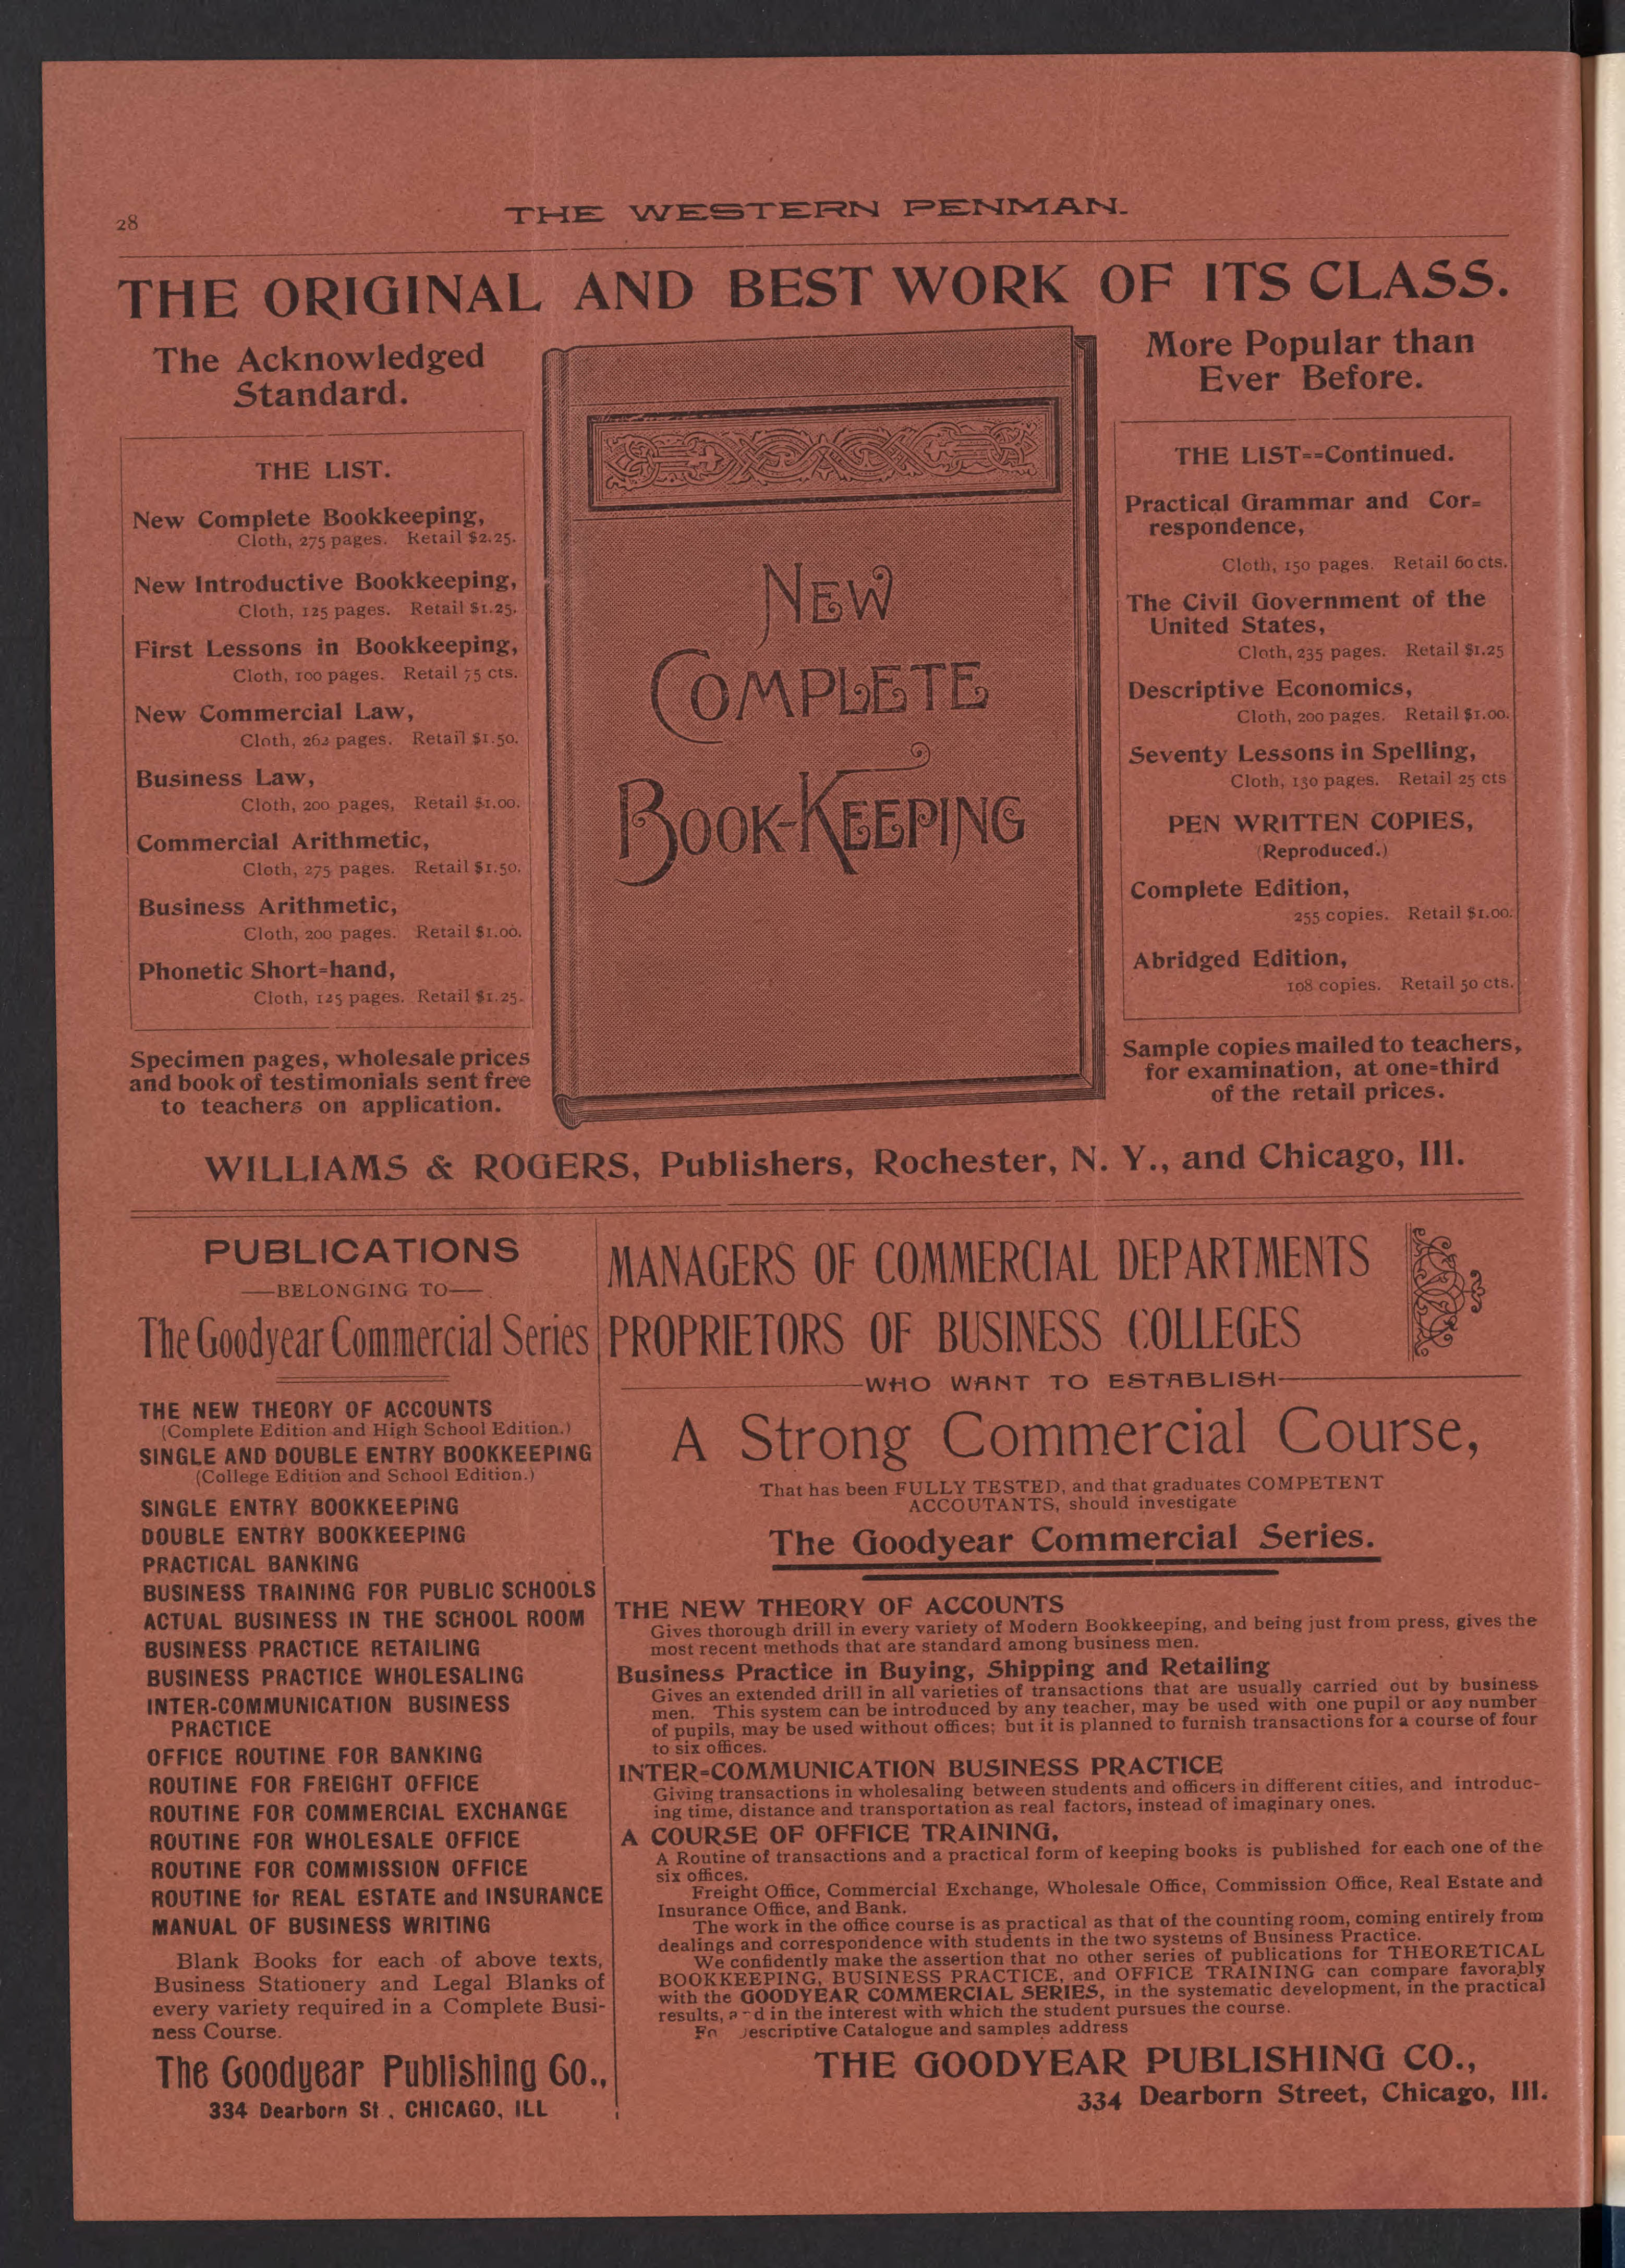 28
THE WESTERN PENMAN.
THE ORIGINAL AND BEST WORK OF ITS CLASS.
The Acknowledged
Standard.
THE LIST.
New Complete Bookkeeping,
Cloth, 275 pages. Retail $2.25.
New Introductive Bookkeeping,
Cloth, 125 pages. Retail $1.25.
First Lessons in Bookkeeping,
Cloth, 100 pages. Retail 75 cts.
New Commercial Law,
Cloth, 262 pages. Retail $1.50.
Business Law,
Cloth, 200 pages, Retail $1.00.
Commercial Arithmetic,
Cloth, 275 pages. Retail $1.50.
Business Arithmetic,
Cloth, 200 pages. Retail $1.00.
Phonetic Short=hand,
Cloth, 125 pages. Retail $1.25.
Specimen pages, wholesale prices
and book of testimonials sent free
to teachers on application.
NEW
COMPLETE
BOOK-KEEPING
More Popular than
Ever Before.
THE LIST==Continued.
Practical Grammar and Cor=
respondence,
Cloth, 150 pages. Retail 60 cts.
The Civil Government of the
United States,
Cloth, 235 pages. Retail $1.25
Descriptive Economics,
Cloth, 200 pages. Retail $1.00.
Seventy Lessons in Spelling,
Cloth, 130 pages. Retail 25 cts
PEN WRITTEN COPIES,
(Reproduced.)
Complete Edition,
255 copies. Retail $1.00.
Abridged Edition,
108 copies. Retail 50 cts.
Sample copies mailed to teachers,
for examination, at one=third
of the retail prices.
WILLIAMS & ROGERS, Publishers, Rochester, N. Y., and Chicago, Ill.
PUBLICATIONS
—BELONGING TO—
The Goodyear Commercial Series
THE NEW THEORY OF ACCOUNTS
(Complete Edition and High School Edition.)
SINGLE AND DOUBLE ENTRY BOOKKEEPING
(College Edition and School Edition.)
SINGLE ENTRY BOOKKEEPING
DOUBLE ENTRY BOOKKEEPING
PRACTICAL BANKING
BUSINESS TRAINING FOR PUBLIC SCHOOLS
ACTUAL BUSINESS IN THE SCHOOL ROOM
BUSINESS PRACTICE RETAILING
BUSINESS PRACTICE WHOLESALING
INTER-COMMUNICATION BUSINESS
PRACTICE
OFFICE ROUTINE FOR BANKING
ROUTINE FOR FREIGHT OFFICE
ROUTINE FOR COMMERCIAL EXCHANGE
ROUTINE FOR WHOLESALE OFFICE
ROUTINE FOR COMMISSION OFFICE
ROUTINE for REAL ESTATE and INSURANCE
MANUAL OF BUSINESS WRITING
Blank Books for each of above texts,
Business Stationery and Legal Blanks of
every variety required in a Complete Busi-
ness Course.
The Goodyear Publishing Co.,
334 Dearborn St., CHICAGO, ILL
MANAGERS OF COMMERCIAL DEPARTMENTS
PROPRIETORS OF BUSINESS COLLEGES
WHO WANT TO ESTABLISH
A Strong Commercial Course,
That has been FULLY TESTED, and that graduates COMPETENT
ACCOUTANTS, should investigate
The Goodyear Commercial Series.
THE NEW THEORY OF ACCOUNTS
Gives thorough drill in every variety of Modern Bookkeeping, and being just from press, gives the
most recent methods that are standard among business men.
Business Practice in Buying, Shipping and Retailing
Gives an extended drill in all varieties of transactions that are usually carried out by business
men. This system can be introduced by any teacher, may be used with one pupil or any number
of pupils, may be used without offices; but it is planned to furnish transactions for a course of four
to six offices.
INTER=COMMUNICATION BUSINESS PRACTICE
Giving transactions in wholesaling between students and officers in different cities, and introduc-
ing time, distance and transportation as real factors, instead of imaginary ones.
A COURSE OF OFFICE TRAINING,
A Routine of transactions and a practical form of keeping books is published for each one of the
six offices.
Freight Office, Commercial Exchange, Wholesale Office, Commission Office, Real Estate and
Insurance Office, and Bank.
The work in the office course is as practical as that of the counting room, coming entirely from
dealings and correspondence with students in the two systems of Business Practice.
We confidently make the assertion that no other series of publications for THEORETICAL
BOOKKEEPING, BUSINESS PRACTICE, and OFFICE TRAINING can compare favorably
with the GOODYEAR COMMERCIAL SERIES, in the systematic development, in the practical
results, and in the interest with which the student pursues the course.
Catalogue and samples address
THE GOODYEAR PUBLISHING CO.,
334 Dearborn Street, Chicago, Ill.